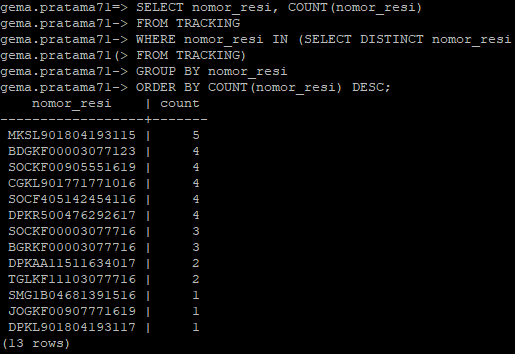 gema.pratama71=> SELECT nomor_resi, COUNT(nomor_resi)
gema.pratama71-> FROM TRACKING
gema.pratama71-> WHERE nomor_resi IN (SELECT DISTINCT nomor_resi
gema.pratama71(> FROM TRACKING)
gema.pratama71-> GROUP BY nomor_resi
gema.pratama71-> ORDER BY COUNT(nomor_resi) DESC;
nomor_resi | count
------------------+-------
MKSL901804193115 | 5
BDGKF00003077123 | 4
SOCKF00905551619 | 4
CGKL901771771016 | 4
SOCF405142454116 | 4
DPKR500476292617 | 4
SOCKF00003077716 | 3
BGRKF00003077716 | 3
DPKAA11511634017 | 2
TGLKF11103077716 | 2
SMG1B04681391516 | 1
JOGKF00907771619 | 1
DPKL901804193117 | 1
(13 rows)